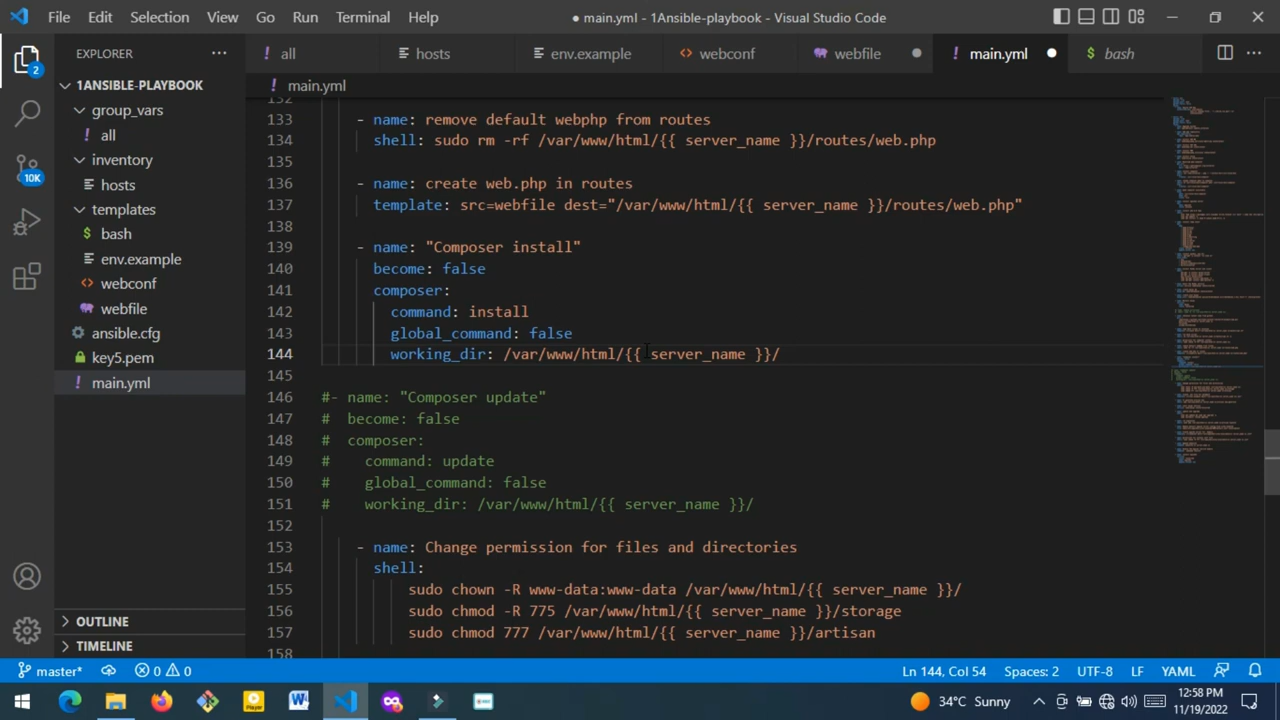 File Edit Selection View Go Run Terminal Help
● main.yml - 1Ansible-playbook - Visual Studio Code
EXPLORER
all hosts env.example webconf webfile main.yml bash
1ANSIBLE-PLAYBOOK
main.yml
group_vars
all
inventory
hosts
templates
bash
env.example
webconf
webfile
ansible.cfg
key5.pem
main.yml
OUTLINE
TIMELINE
2
10K
132
133 - name: remove default webphp from routes
134 shell: sudo rm -rf /var/www/html/{{ server_name }}/routes/web.php
135
136 - name: create web.php in routes
137 template: src=webfile dest="/var/www/html/{{ server_name }}/routes/web.php"
138
139 - name: "Composer install"
140 become: false
141 composer:
142 command: install
143 global_command: false
144 working_dir: /var/www/html/{{ server_name }}/
145
146 #- name: "Composer update"
147 # become: false
148 # composer:
149 # command: update
150 # global_command: false
151 # working_dir: /var/www/html/{{ server_name }}/
152
153 - name: Change permission for files and directories
154 shell:
155 sudo chown -R www-data:www-data /var/www/html/{{ server_name }}/
156 sudo chmod -R 775 /var/www/html/{{ server_name }}/storage
157 sudo chmod 777 /var/www/html/{{ server_name }}/artisan
158
master* 0 0 Ln 144, Col 54 Spaces: 2 UTF-8 LF YAML
34°C Sunny 12:58 PM
11/19/2022